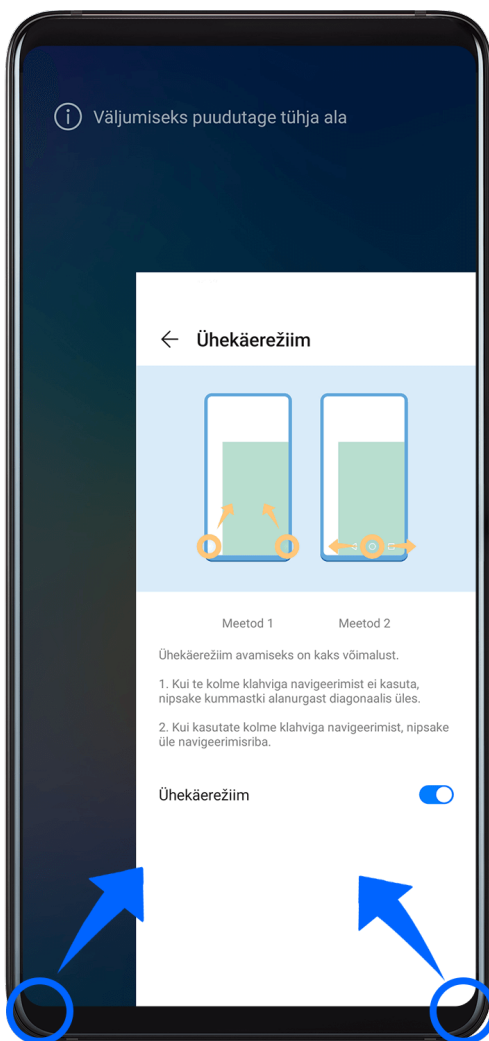 Väljumiseks puudutage tühja ala
Ühekäerežiim
Meetod 1 Meetod 2
Ühekäerežiim avamiseks on kaks võimalust.
1. Kui te kolme klahviga navigeerimist ei kasuta,
nipsake kummastki alanurgast diagonaalis üles.
2. Kui kasutate kolme klahviga navigeerimist, nipsake
üle navigeerimisriba.
Ühekäerežiim